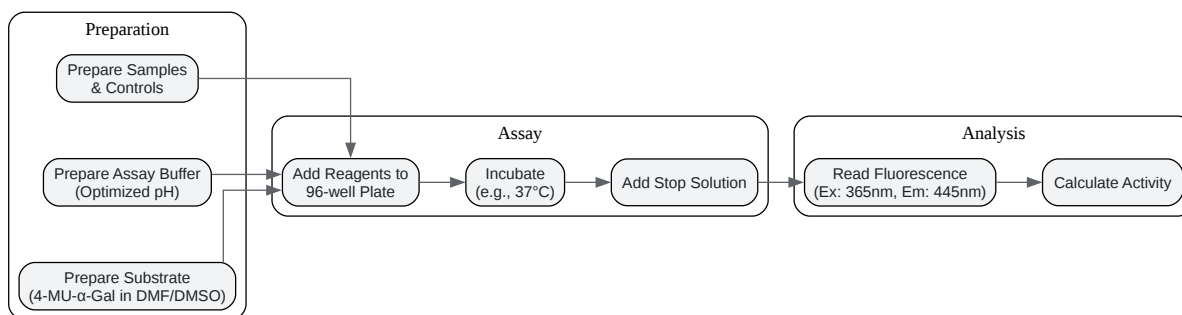 Preparation
Prepare Samples
& Controls
Prepare Assay Buffer
(Optimized pH)
Prepare Substrate
(4-MU-α-Gal in DMF/DMSO)
Assay
Add Reagents to
96-well Plate
Incubate
(e.g., 37°C)
Add Stop Solution
Analysis
Read Fluorescence
(Ex: 365nm, Em: 445nm)
Calculate Activity